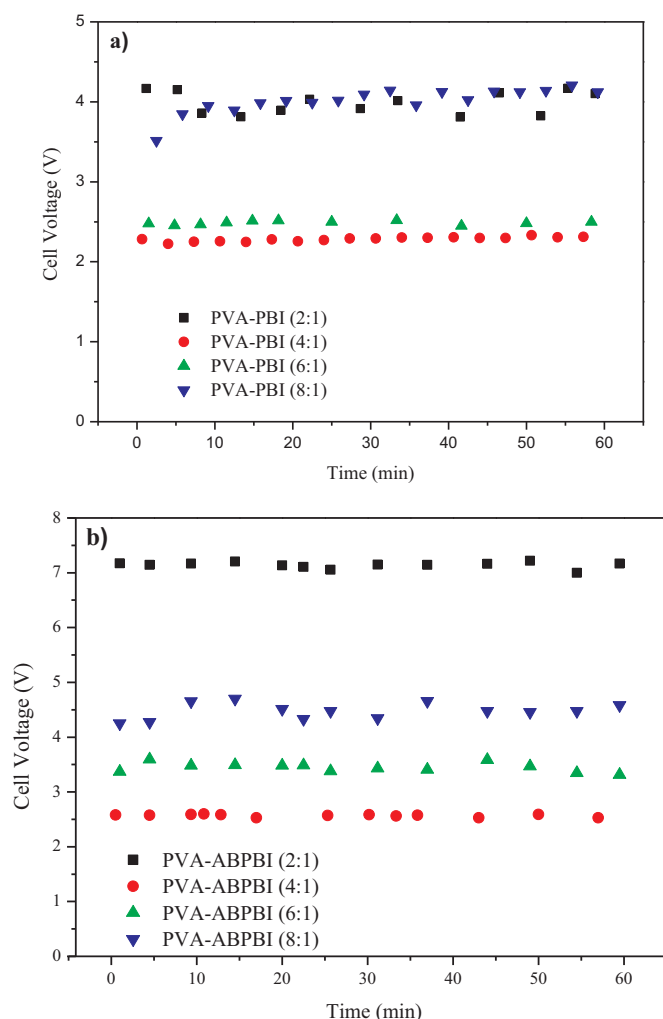 a)
5
4
3
2
1
0
Cell Voltage (V)
PVA-PBI (2:1)
PVA-PBI (4:1)
PVA-PBI (6:1)
PVA-PBI (8:1)
0 10 20 30 40 50 60
Time (min)
b)
8
7
6
5
4
3
2
1
0
Cell Voltage (V)
PVA-ABPBI (2:1)
PVA-ABPBI (4:1)
PVA-ABPBI (6:1)
PVA-ABPBI (8:1)
0 10 20 30 40 50 60
Time (min)